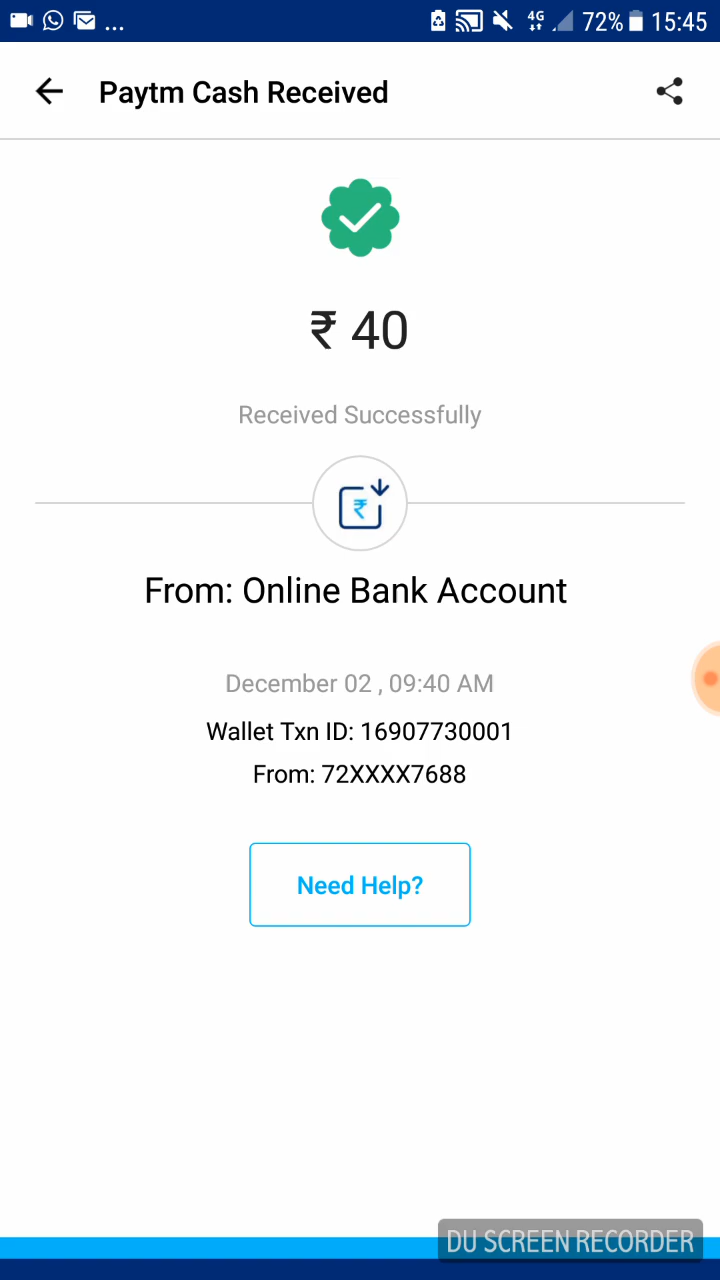 ... 4G 72% 15:45
Paytm Cash Received
₹ 40
Received Successfully
₹
From: Online Bank Account
December 02 , 09:40 AM
Wallet Txn ID: 16907730001
From: 72XXXX7688
Need Help?
DU SCREEN RECORDER